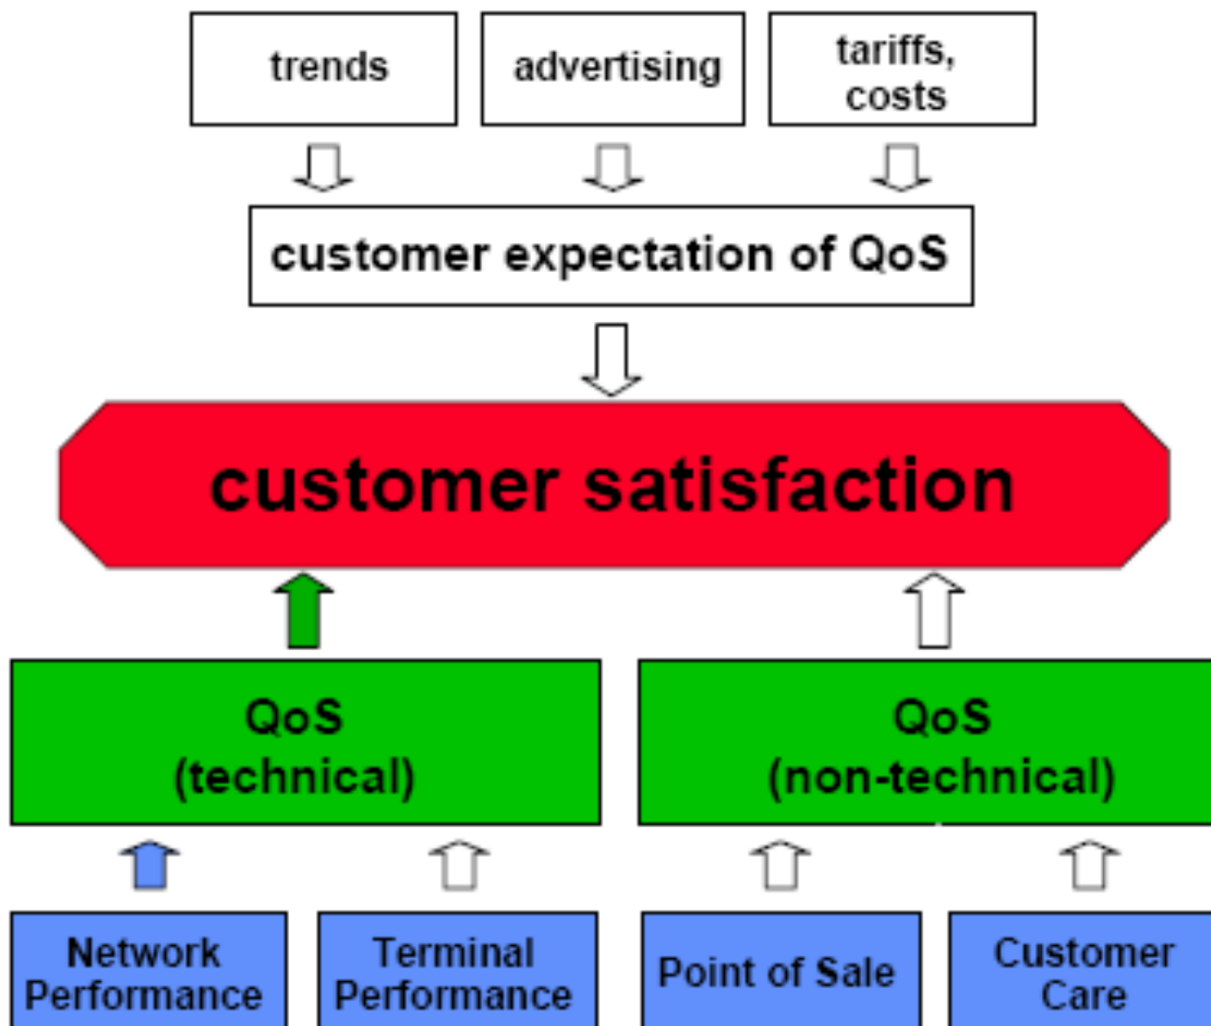 trends
advertising
tariffs,
costs
customer expectation of QoS
customer satisfaction
QoS
(technical)
QoS
(non-technical)
Network
Performance
Terminal
Performance
Point of Sale
Customer
Care